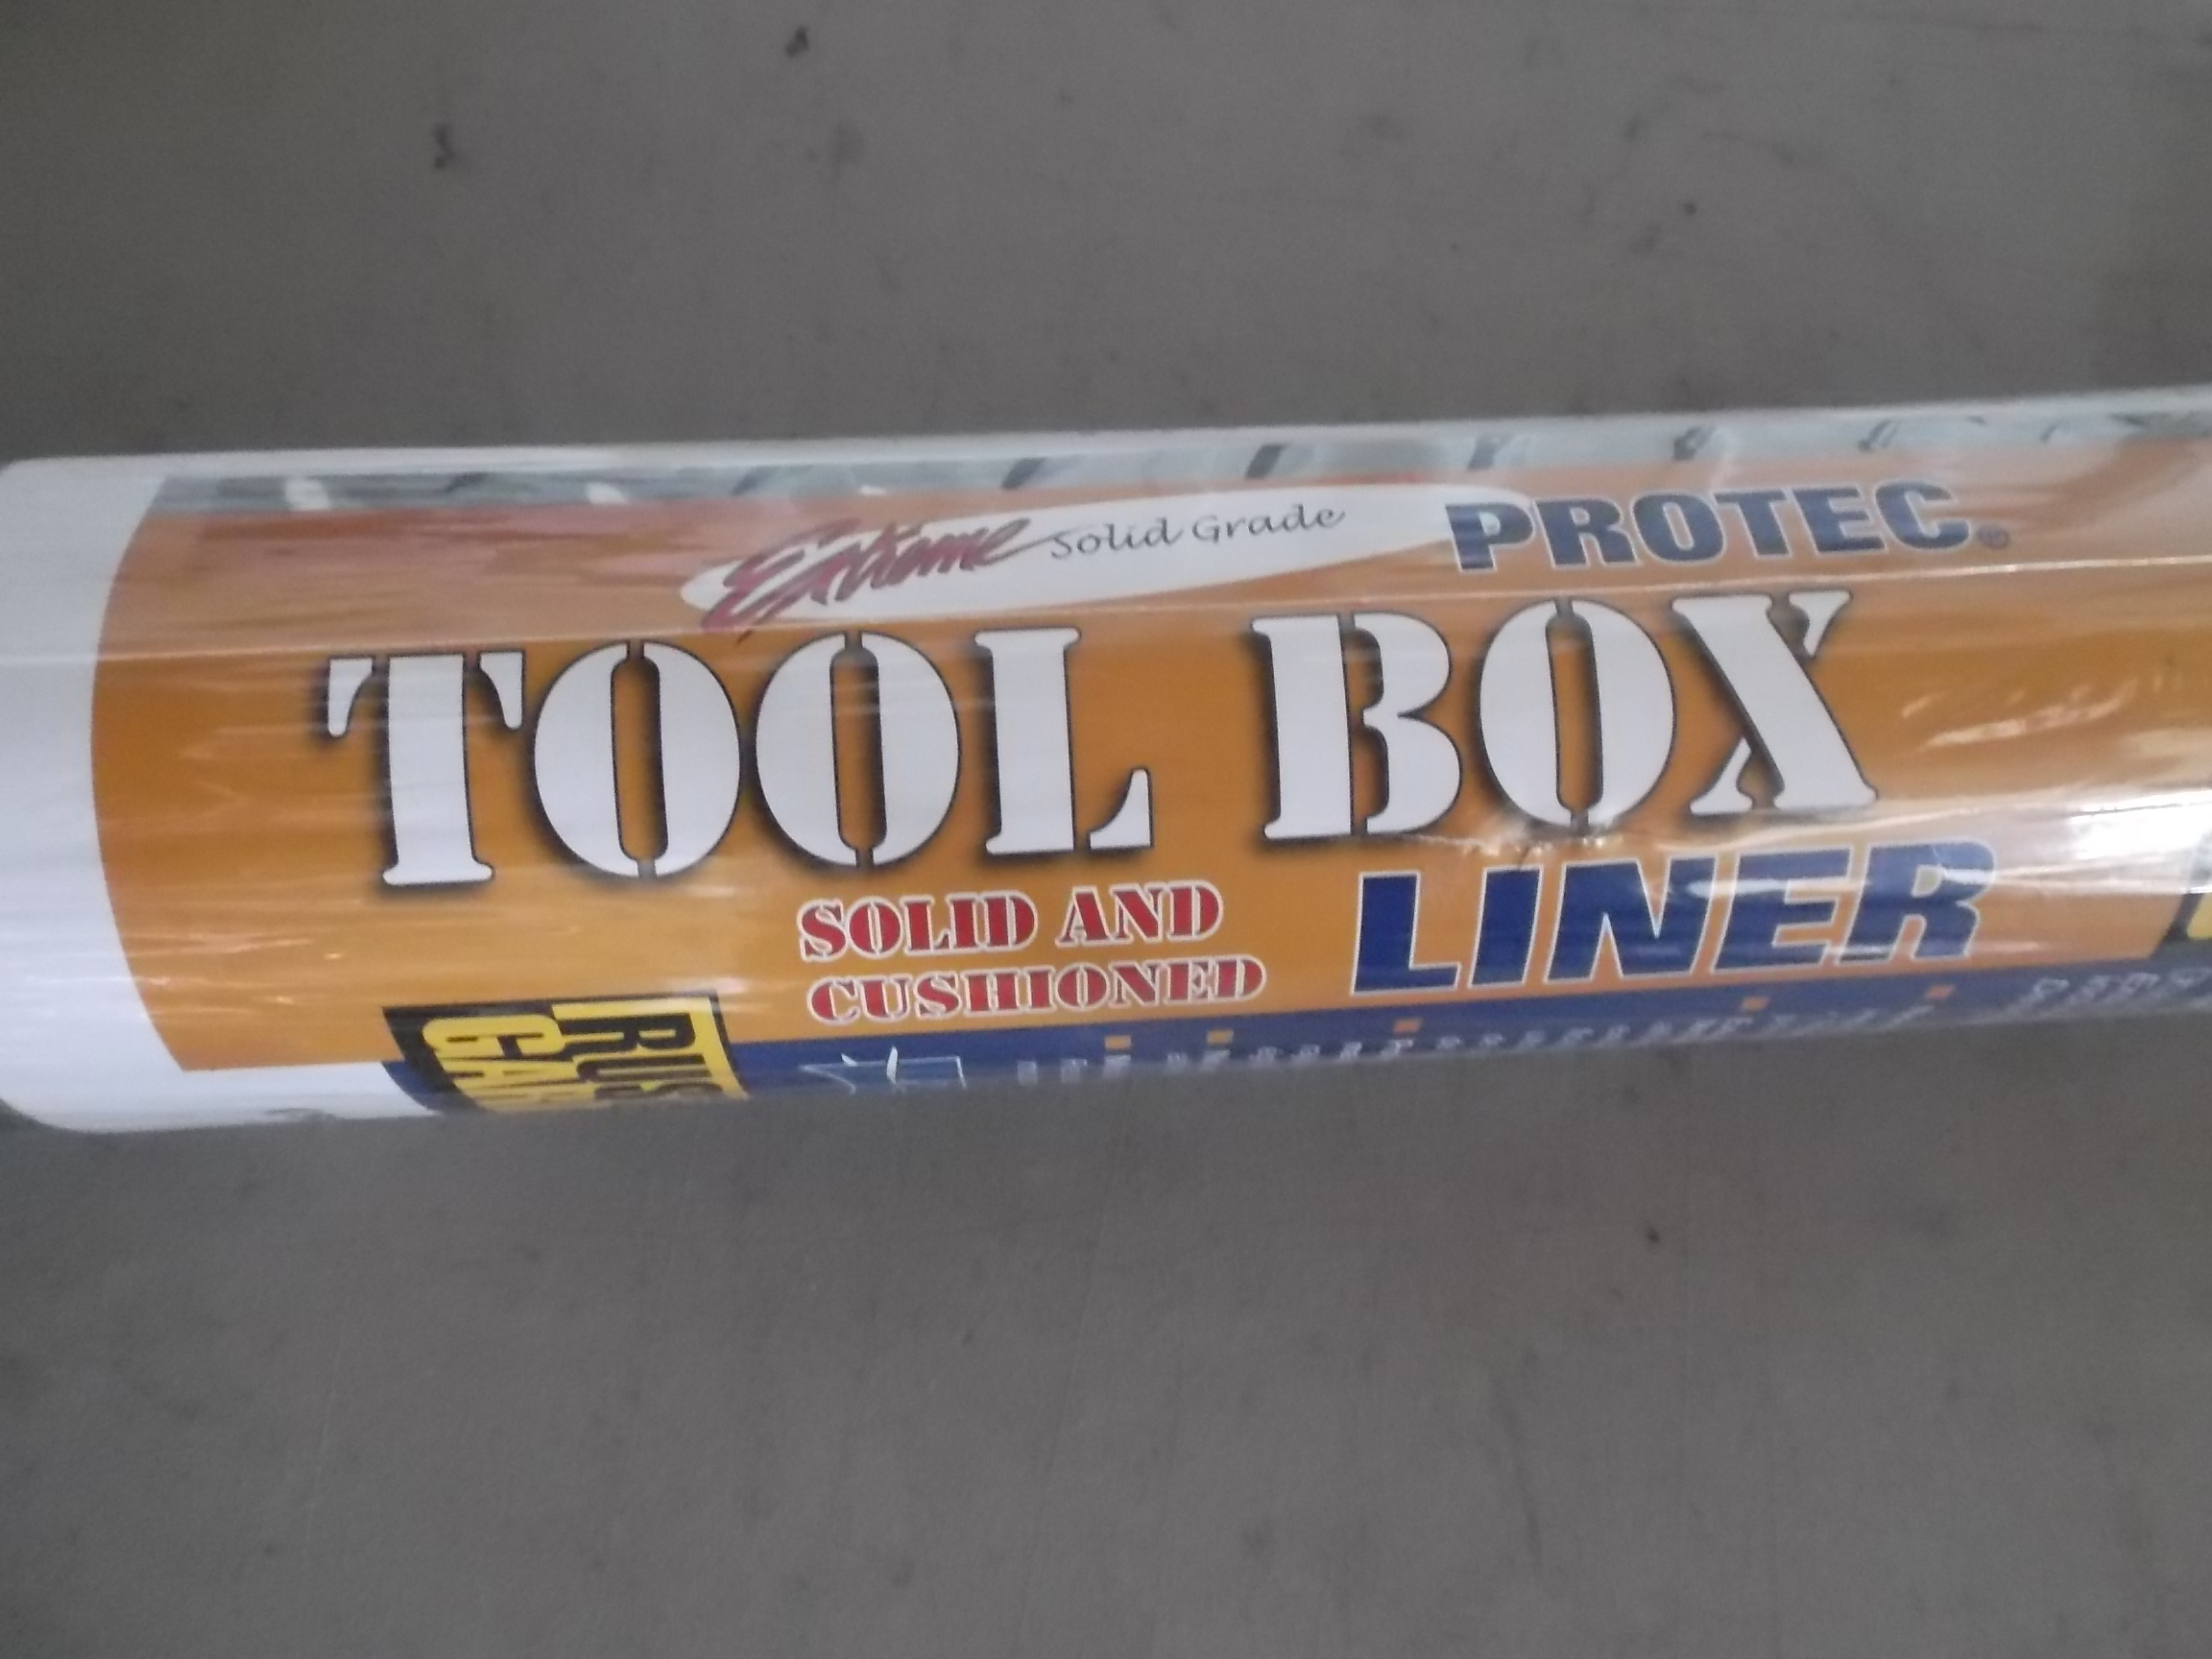 Extreme Solid Grade PROTEC®
TOOL BOX
SOLID AND
CUSHIONED
LINER